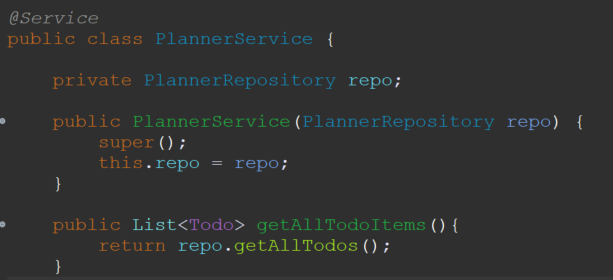 @Service
public class PlannerService {
private PlannerRepository repo;
public PlannerService(PlannerRepository repo) {
super();
this.repo = repo;
}
public List<Todo> getAllTodoItems(){
return repo.getAllTodos();
}